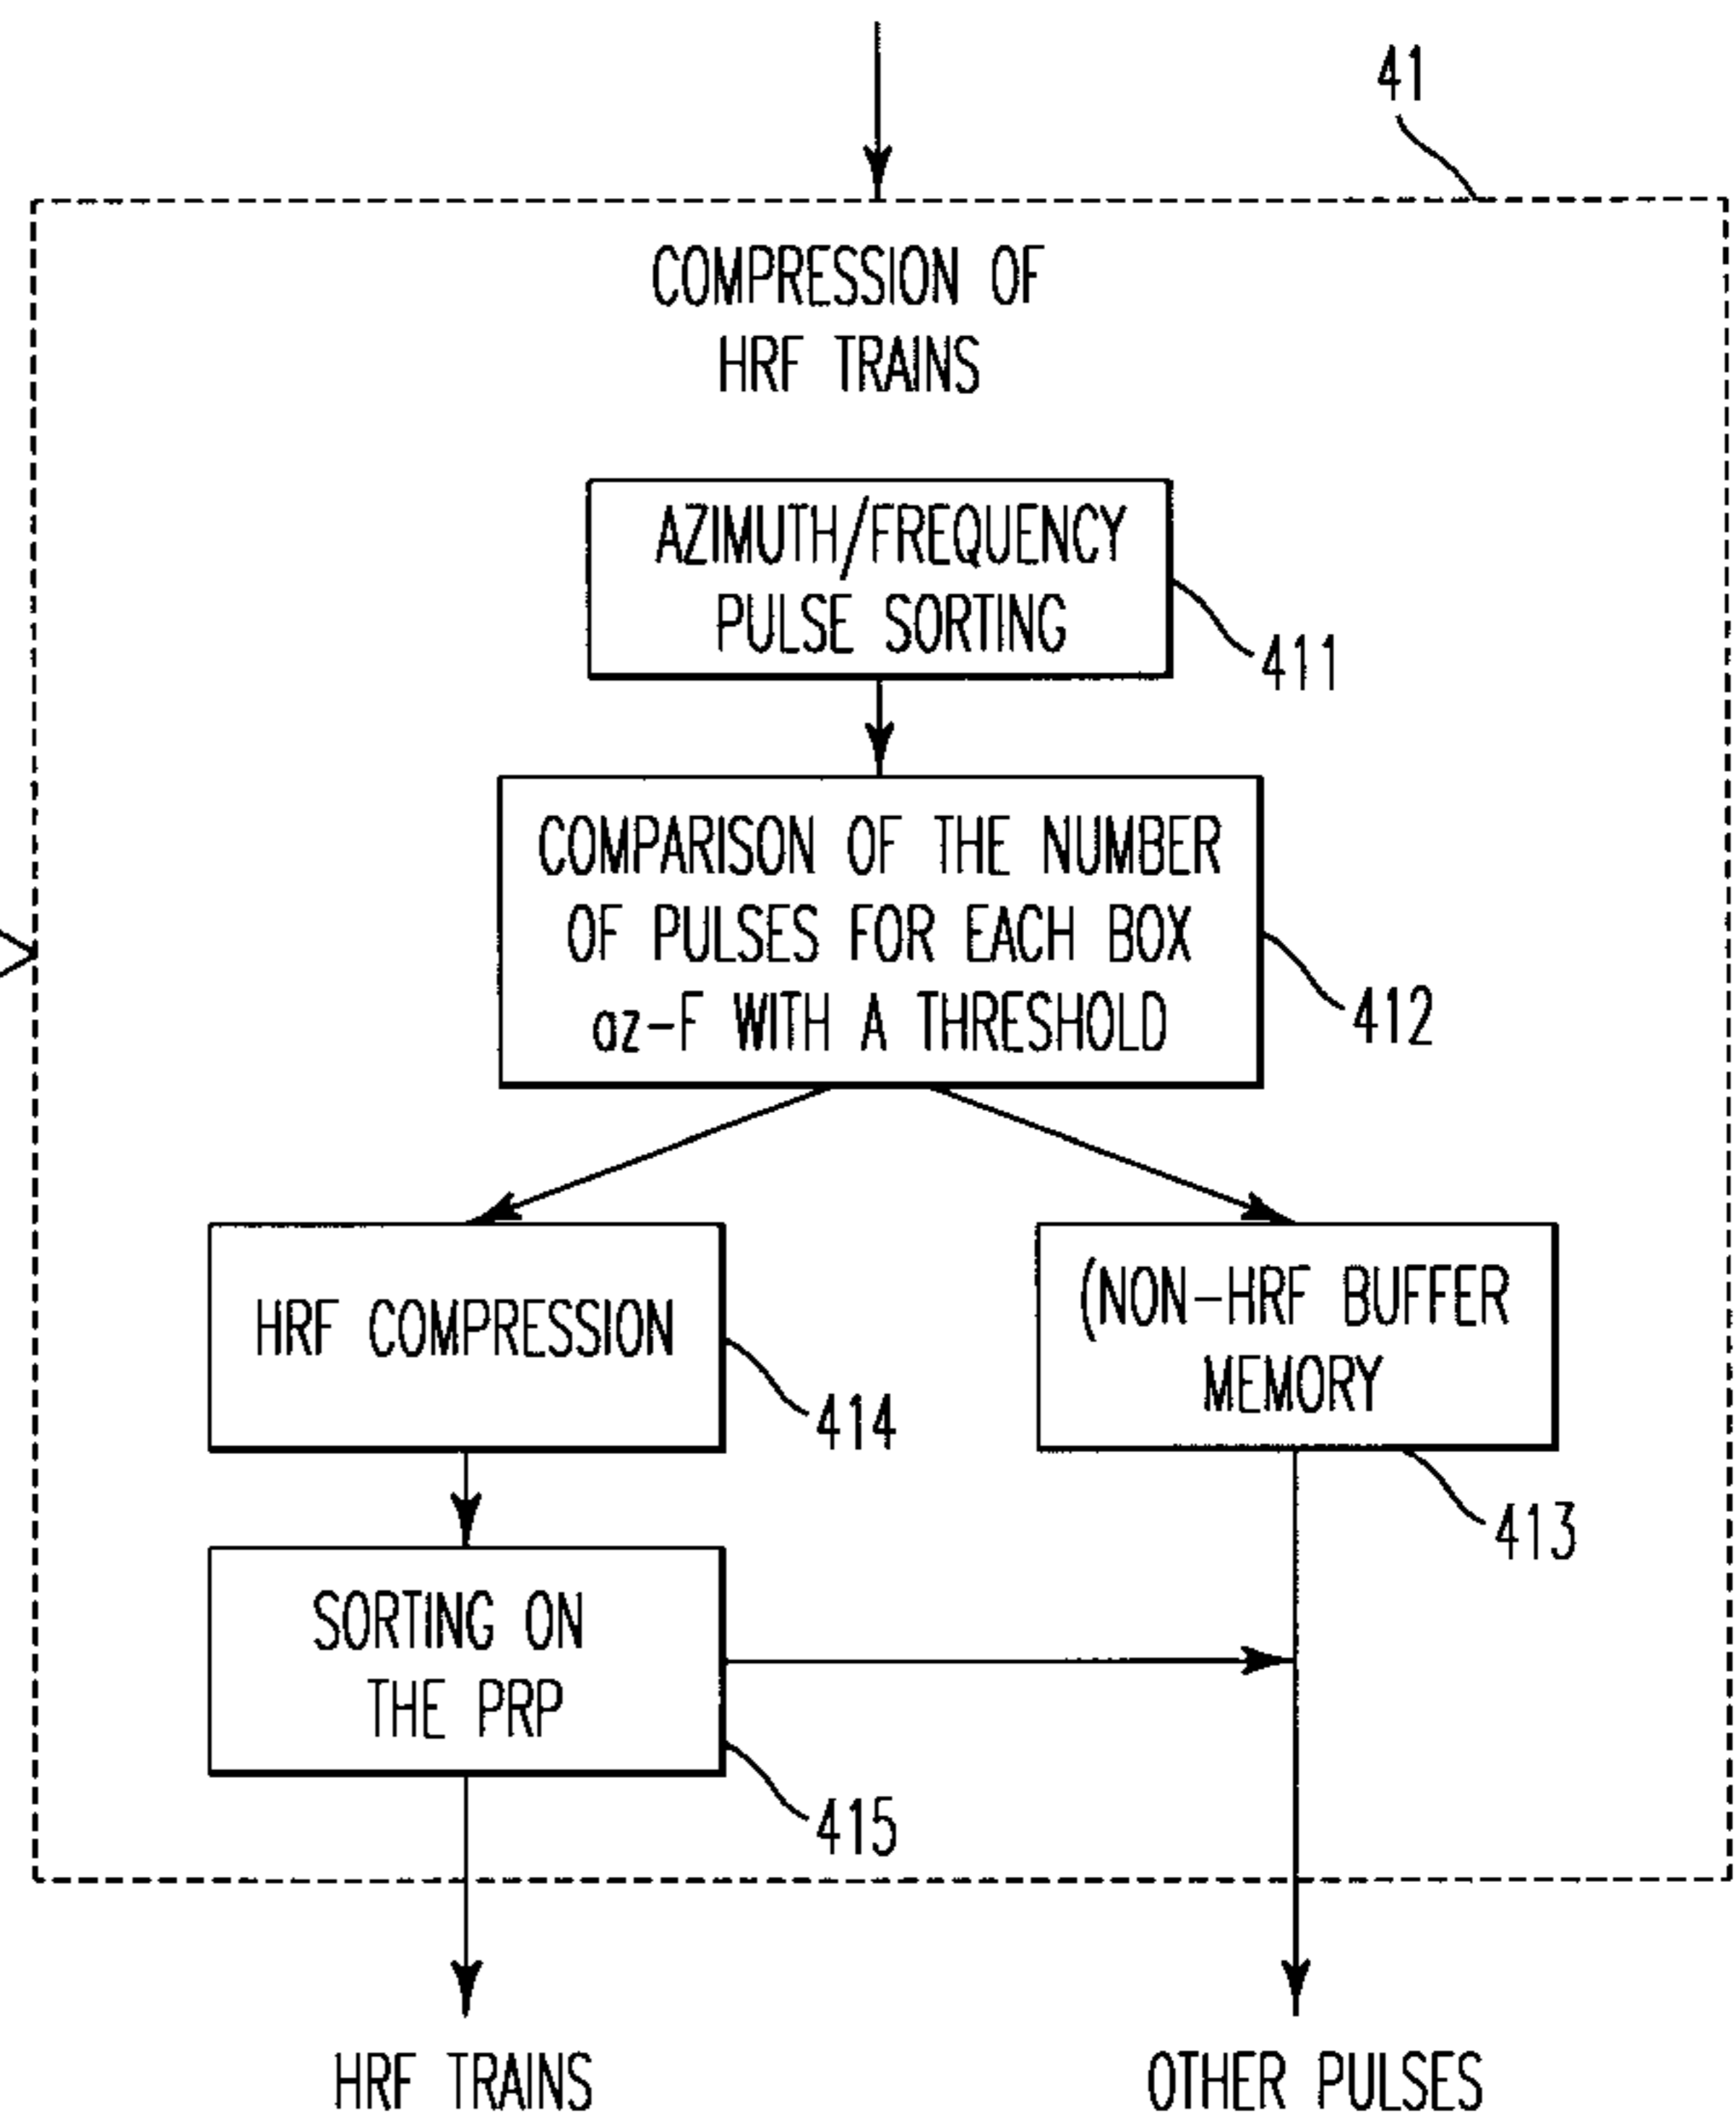 41
COMPRESSION OF
HRF TRAINS
AZIMUTH/FREQUENCY
PULSE SORTING
411
COMPARISON OF THE NUMBER
OF PULSES FOR EACH BOX
az-F WITH A THRESHOLD
412
HRF COMPRESSION
414
(NON-HRF BUFFER
MEMORY
413
SORTING ON
THE PRP
415
HRF TRAINS
OTHER PULSES